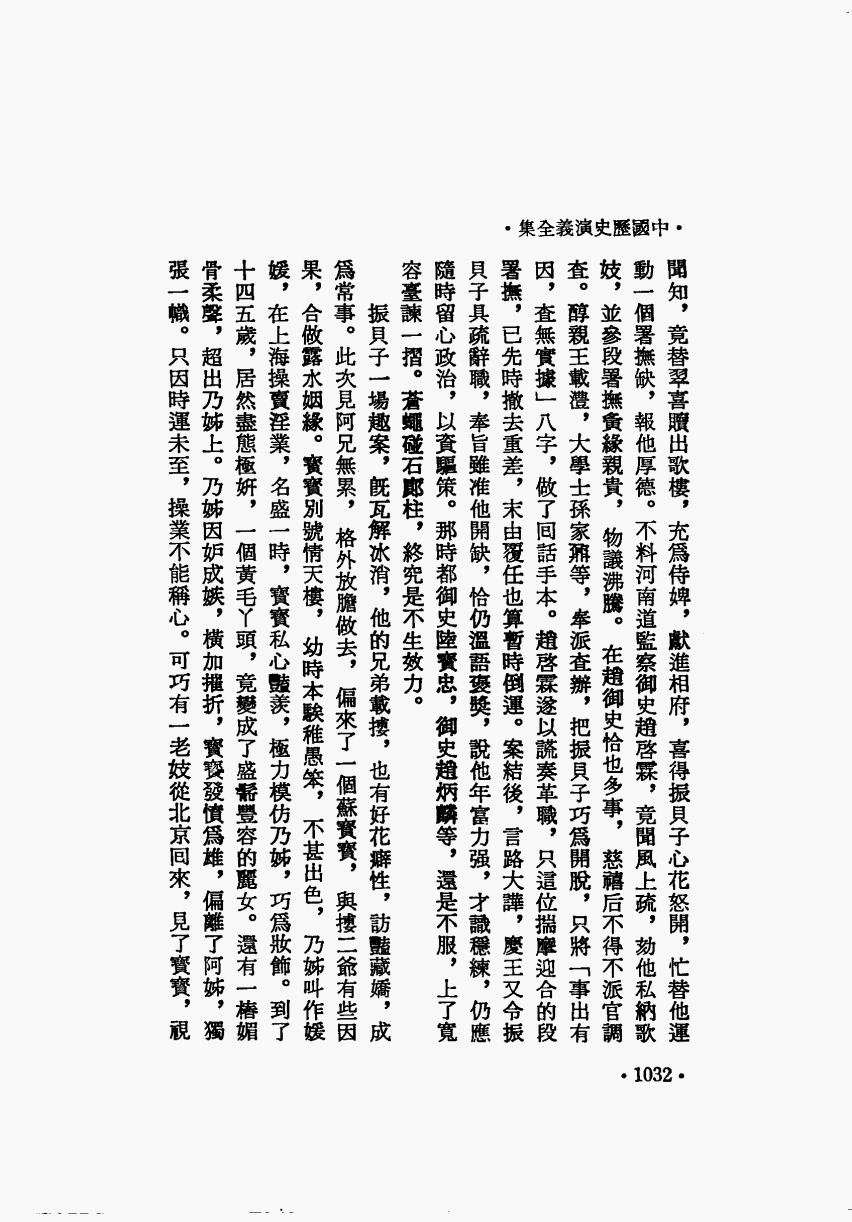 •中國歷史演義全集•
聞知，竟替翠喜贖出歌樓，充爲侍婢，獻進相府，喜得振貝子心花怒開，忙替他運
動一個署撫缺，報他厚德。不料河南道監察御史趙啓霖，竟聞風上疏，劾他私納歌
妓，並參段署撫夤緣親貴，物議沸騰。在趙御史恰也多事，慈禧后不得不派官調
查。醇親王載澧，大學士孫家鼐等，奉派查辦，把振貝子巧爲開脫，只將「事出有
因，查無實據」八字，做了回話手本。趙啓霖遂以謊奏革職，只這位揣摩迎合的段
署撫，已先時撤去重差，末由覆任也算暫時倒運。案結後，言路大譁，慶王又令振
貝子具疏辭職，奉旨雖准他開缺，恰仍溫語褒獎，說他年富力强，才識穩練，仍應
隨時留心政治，以資驅策。那時都御史陸寶忠，御史趙炳麟等，還是不服，上了寬
容臺諫一摺。蒼蠅碰石廊柱，終究是不生效力。
振貝子一場趣案，旣瓦解冰消，他的兄弟載摟，也有好花癖性，訪豔藏嬌，成
爲常事。此次見阿兄無累，格外放膽做去，偏來了一個蘇寶寶，與摟二爺有些因
果，合做露水姻緣。寶寶別號情天樓，幼時本騃稚愚笨，不甚出色，乃姊叫作媛
媛，在上海操賣淫業，名盛一時，寶寶私心豔羨，極力模仿乃姊，巧爲妝飾。到了
十四五歲，居然盡態極妍，一個黃毛丫頭，竟變成了盛鬋豐容的麗女。還有一樁媚
骨柔聲，超出乃姊上。乃姊因妒成嫉，橫加摧折，寶寶發憤爲雄，偏離了阿姊，獨
張一幟。只因時運未至，操業不能稱心。可巧有一老妓從北京回來，見了寶寶，視
•1032•